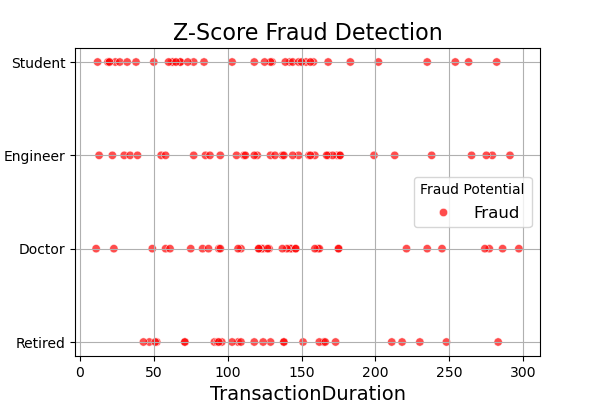 Z-Score Fraud Detection
Student
Engineer
Doctor
Retired
Fraud Potential
Fraud
0 50 100 150 200 250 300
TransactionDuration